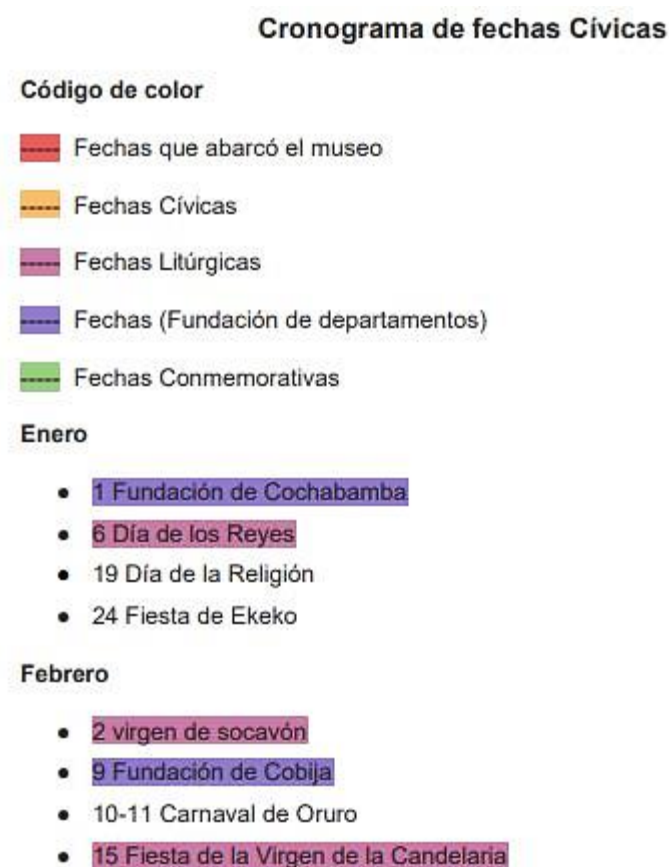 Cronograma de fechas Cívicas
Código de color
------ Fechas que abarcó el museo
------ Fechas Cívicas
------ Fechas Litúrgicas
------ Fechas (Fundación de departamentos)
------ Fechas Conmemorativas
Enero
● 1 Fundación de Cochabamba
● 6 Día de los Reyes
● 19 Día de la Religión
● 24 Fiesta de Ekeko
Febrero
● 2 virgen de socavón
● 9 Fundación de Cobija
● 10-11 Carnaval de Oruro
● 15 Fiesta de la Virgen de la Candelaria